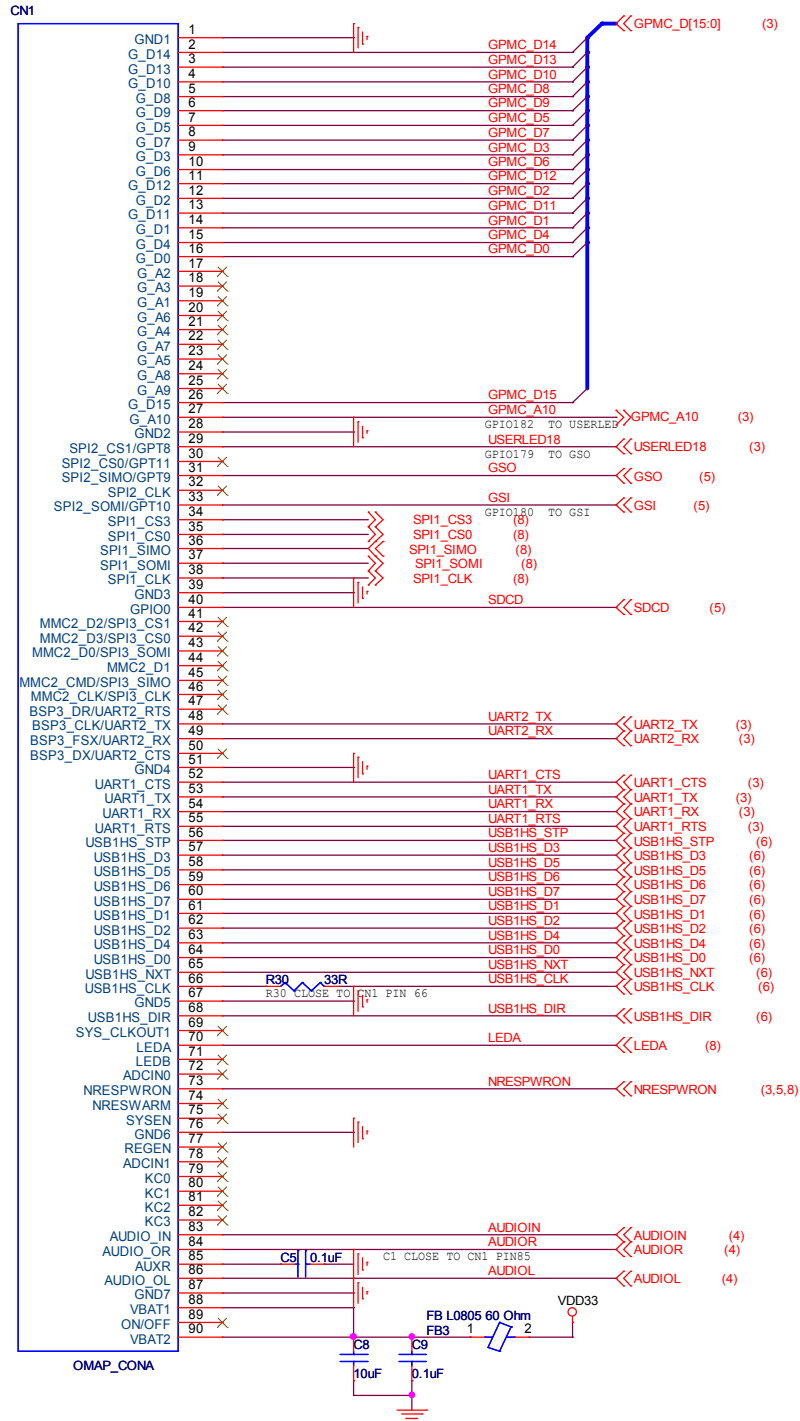 CN1
1
GND1
GPMC_D[15:0] (3)
2
G_D14 GPMC_D14
3
G_D13 GPMC_D13
4
G_D10 GPMC_D10
5
G_D8 GPMC_D8
6
G_D9 GPMC_D9
7
G_D5 GPMC_D5
8
G_D7 GPMC_D7
9
G_D3 GPMC_D3
10
G_D6 GPMC_D6
11
G_D12 GPMC_D12
12
G_D2 GPMC_D2
13
G_D11 GPMC_D11
14
G_D1 GPMC_D1
15
G_D4 GPMC_D4
16
G_D0 GPMC_D0
17
G_A2
18
G_A3
19
G_A1
20
G_A6
21
G_A4
22
G_A7
23
G_A5
24
G_A8
25
G_A9
26
G_D15 GPMC_D15
27
G_A10 GPMC_A10 GPMC_A10 (3)
28
GND2 GPIO182 TO USERLED
29
SPI2_CS1/GPT8 USERLED18 USERLED18 (3)
30
SPI2_CS0/GPT11 GPIO179 TO GSO
31
SPI2_SIMO/GPT9 GSO GSO (5)
32
SPI2_CLK
33
SPI2_SOMI/GPT10 GSI GSI (5)
GPIO180 TO GSI
34
SPI1_CS3 SPI1_CS3 (8)
35
SPI1_CS0 SPI1_CS0 (8)
36
SPI1_SIMO SPI1_SIMO (8)
37
SPI1_SOMI SPI1_SOMI (8)
38
SPI1_CLK SPI1_CLK (8)
39
GND3
40
GPIO0 SDCD SDCD (5)
41
MMC2_D2/SPI3_CS1
42
MMC2_D3/SPI3_CS0
43
MMC2_D0/SPI3_SOMI
44
MMC2_D1
45
MMC2_CMD/SPI3_SIMO
46
MMC2_CLK/SPI3_CLK
47
BSP3_DR/UART2_RTS
48
BSP3_CLK/UART2_TX UART2_TX UART2_TX (3)
49
BSP3_FSX/UART2_RX UART2_RX UART2_RX (3)
50
BSP3_DX/UART2_CTS
51
GND4
52
UART1_CTS UART1_CTS UART1_CTS (3)
53
UART1_TX UART1_TX UART1_TX (3)
54
UART1_RX UART1_RX UART1_RX (3)
55
UART1_RTS UART1_RTS UART1_RTS (3)
56
USB1HS_STP USB1HS_STP USB1HS_STP (6)
57
USB1HS_D3 USB1HS_D3 USB1HS_D3 (6)
58
USB1HS_D5 USB1HS_D5 USB1HS_D5 (6)
59
USB1HS_D6 USB1HS_D6 USB1HS_D6 (6)
60
USB1HS_D7 USB1HS_D7 USB1HS_D7 (6)
61
USB1HS_D1 USB1HS_D1 USB1HS_D1 (6)
62
USB1HS_D2 USB1HS_D2 USB1HS_D2 (6)
63
USB1HS_D4 USB1HS_D4 USB1HS_D4 (6)
64
USB1HS_D0 USB1HS_D0 USB1HS_D0 (6)
65
USB1HS_NXT USB1HS_NXT USB1HS_NXT (6)
66
USB1HS_CLK R30 33R USB1HS_CLK USB1HS_CLK (6)
67
GND5 R30 CLOSE TO CN1 PIN 66
68
USB1HS_DIR USB1HS_DIR USB1HS_DIR (6)
69
SYS_CLKOUT1
70
LEDA LEDA LEDA (8)
71
LEDB
72
ADCIN0
73
NRESPWRON NRESPWRON NRESPWRON (3,5,8)
74
NRESWARM
75
SYSEN
76
GND6
77
REGEN
78
ADCIN1
79
KC0
80
KC1
81
KC2
82
KC3
83
AUDIO_IN AUDIOIN AUDIOIN (4)
84
AUDIO_OR AUDIOR AUDIOR (4)
85
AUXR C5 0.1uF C1 CLOSE TO CN1 PIN85
86
AUDIO_OL AUDIOL AUDIOL (4)
87
GND7
88
VBAT1 VDD33
89
ON/OFF FB L0805 60 Ohm
90
VBAT2 FB3 1 2
C8 C9
10uF 0.1uF
OMAP_CONA